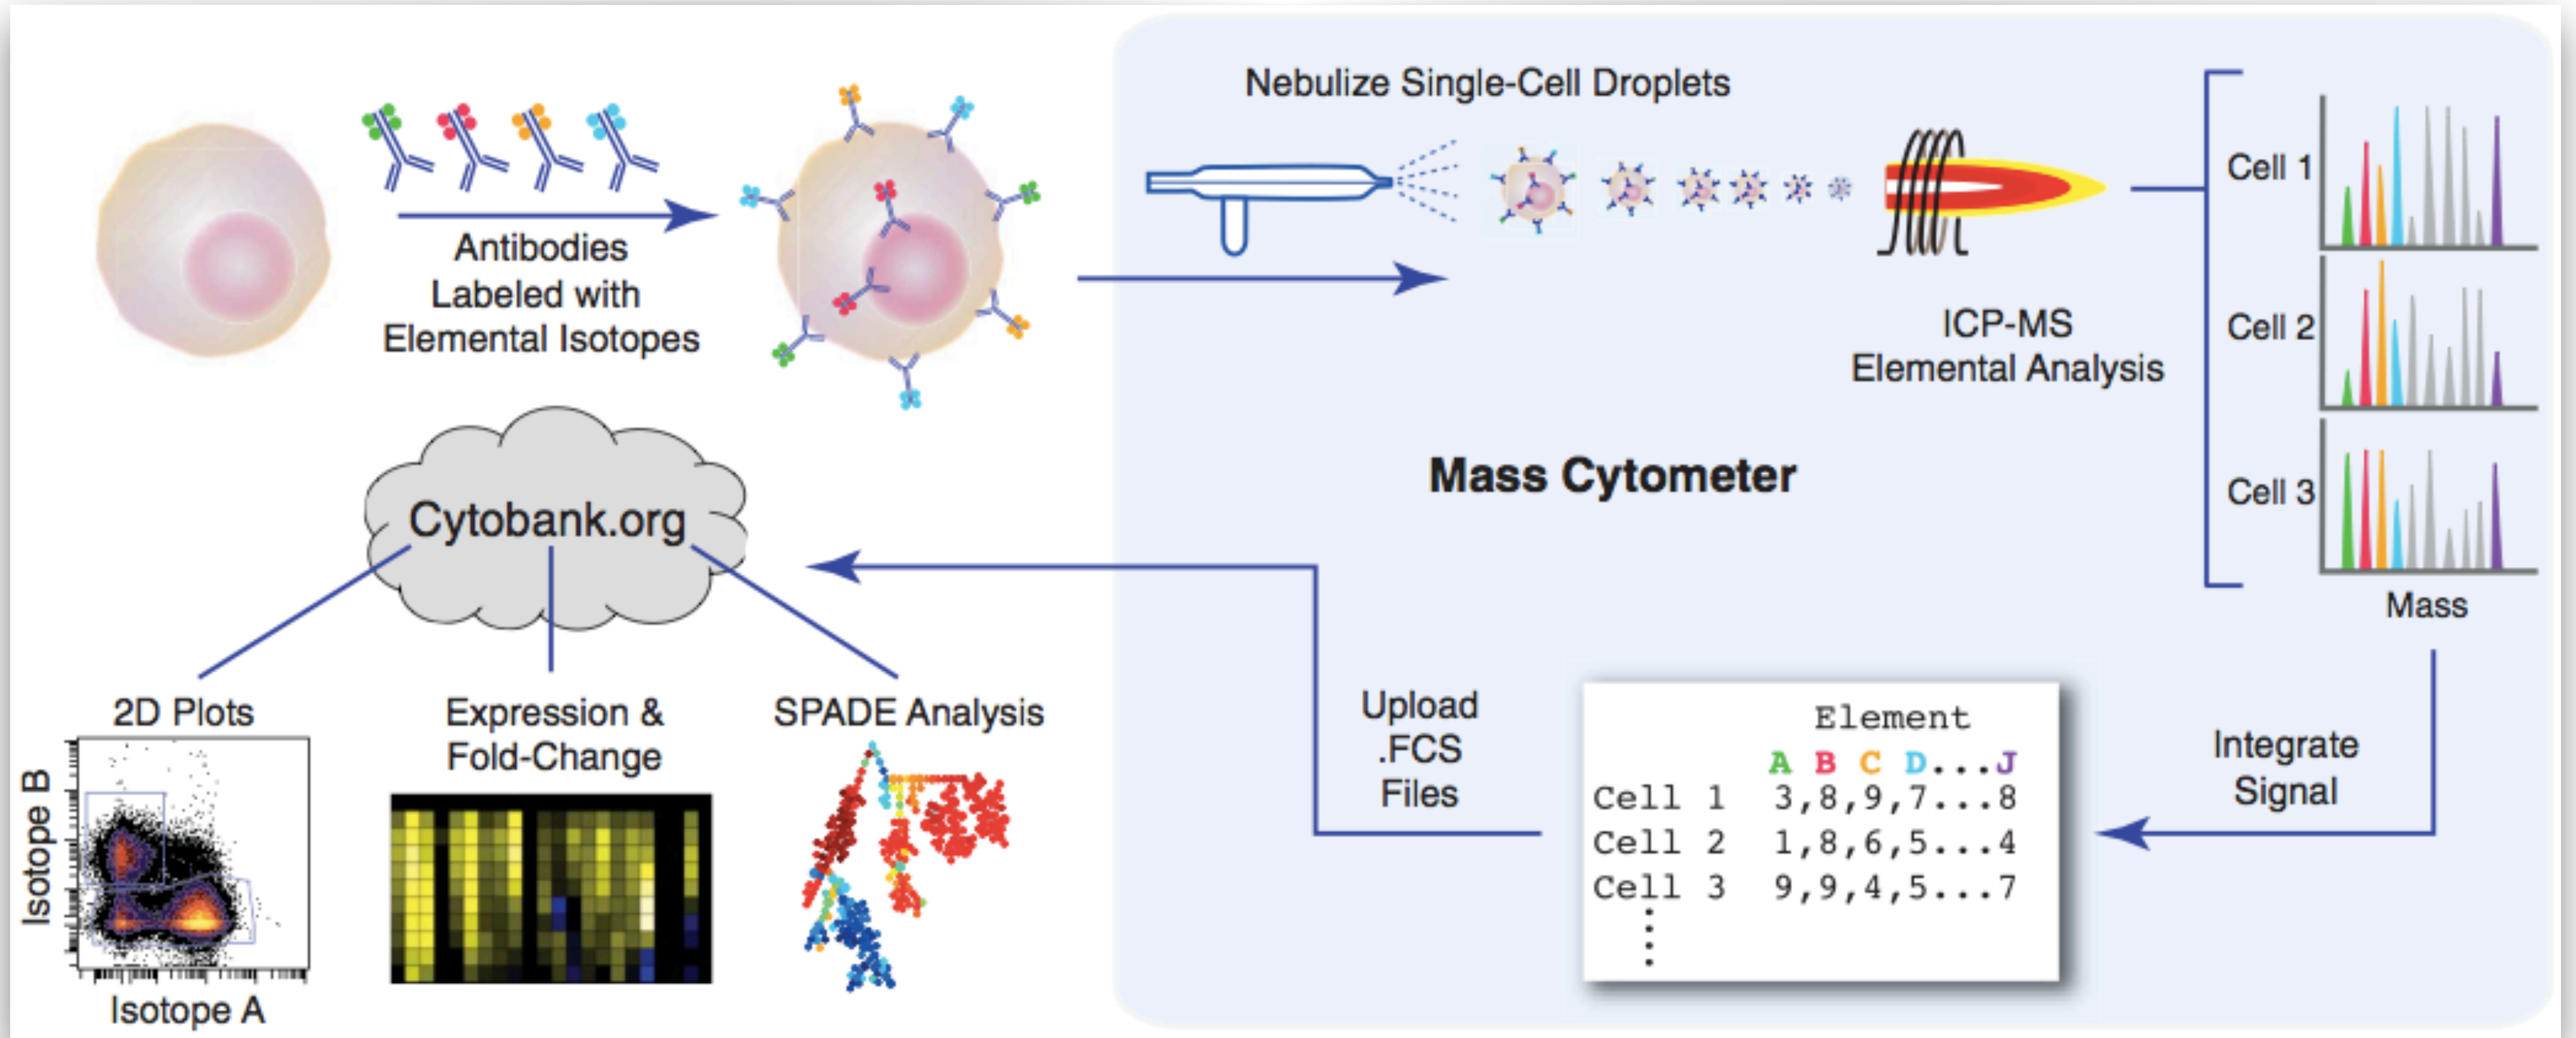 Antibodies
Labeled with
Elemental Isotopes
Nebulize Single-Cell Droplets
ICP-MS
Elemental Analysis
Cell 1
Cell 2
Cell 3
Mass
Mass Cytometer
Integrate
Signal
Element
A B C D...J
Cell 1 3,8,9,7...8
Cell 2 1,8,6,5...4
Cell 3 9,9,4,5...7
Upload
.FCS
Files
Cytobank.org
2D Plots
Isotope B
Isotope A
Expression &
Fold-Change
SPADE Analysis